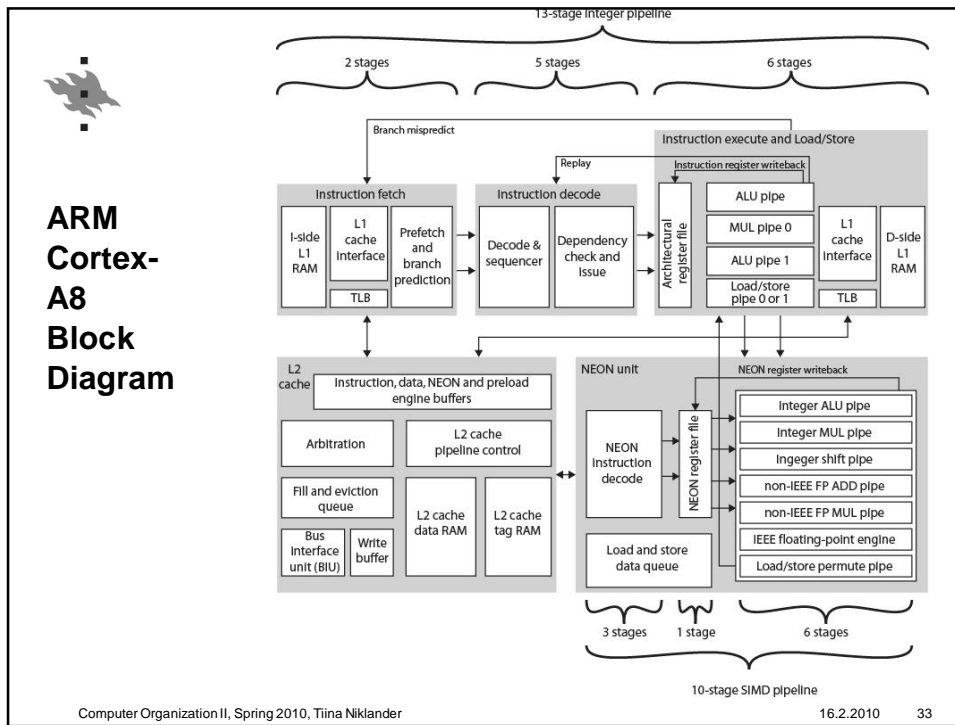 13-stage Integer pipeline
2 stages
5 stages
6 stages
ARM
Cortex-
A8
Block
Diagram
Branch mispredict
Instruction execute and Load/Store
Replay
Instruction register writeback
Instruction fetch
I-side
L1
RAM
L1
cache
interface
TLB
Prefetch
and
branch
prediction
Instruction decode
Decode &
sequencer
Dependency
check and
issue
Architectural
register file
ALU pipe
MUL pipe 0
ALU pipe 1
Load/store
pipe 0 or 1
L1
cache
interface
TLB
D-side
L1
RAM
L2
cache
Instruction, data, NEON and preload
engine buffers
Arbitration
L2 cache
pipeline control
Fill and eviction
queue
L2 cache
data RAM
L2 cache
tag RAM
Bus
interface
unit (BIU)
Write
buffer
NEON unit
NEON register writeback
NEON
instruction
decode
NEON register file
Integer ALU pipe
Integer MUL pipe
Ingeger shift pipe
non-IEEE FP ADD pipe
non-IEEE FP MUL pipe
IEEE floating-point engine
Load/store permute pipe
Load and store
data queue
3 stages
1 stage
6 stages
10-stage SIMD pipeline
Computer Organization II, Spring 2010, Tiina Niklander
16.2.2010
33